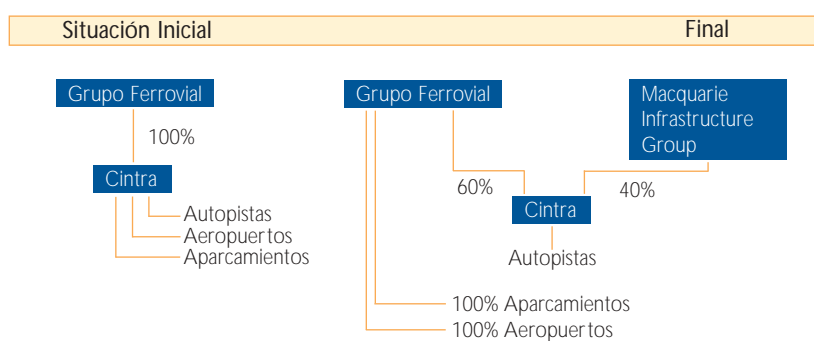 Situación Inicial
Final
Grupo Ferrovial
100%
Cintra
Autopistas
Aeropuertos
Aparcamientos
Grupo Ferrovial
Macquarie
Infrastructure
Group
60%
40%
Cintra
Autopistas
100% Aparcamientos
100% Aeropuertos